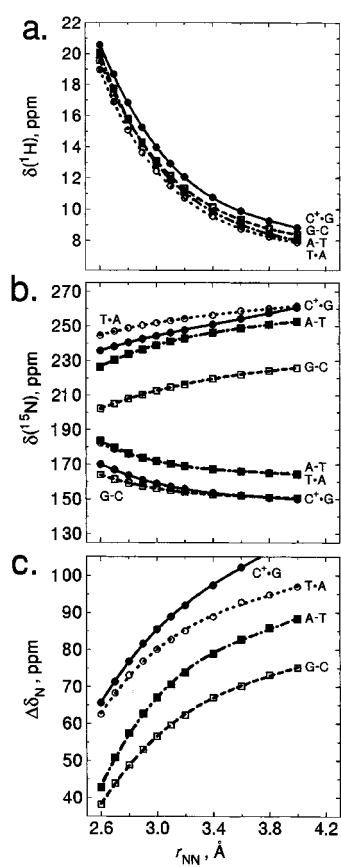 a.
22
20
18
16
14
12
10
8
δ(¹H), ppm
C⁺•G
G-C
A-T
T•A
b.
270
250
230
210
190
170
150
130
δ(¹⁵N), ppm
T•A
C⁺•G
A-T
G-C
A-T
T•A
C⁺•G
G-C
c.
100
90
80
70
60
50
40
Δδ_N, ppm
C⁺•G
T•A
A-T
G-C
2.6 3.0 3.4 3.8 4.2
r_NN, Å